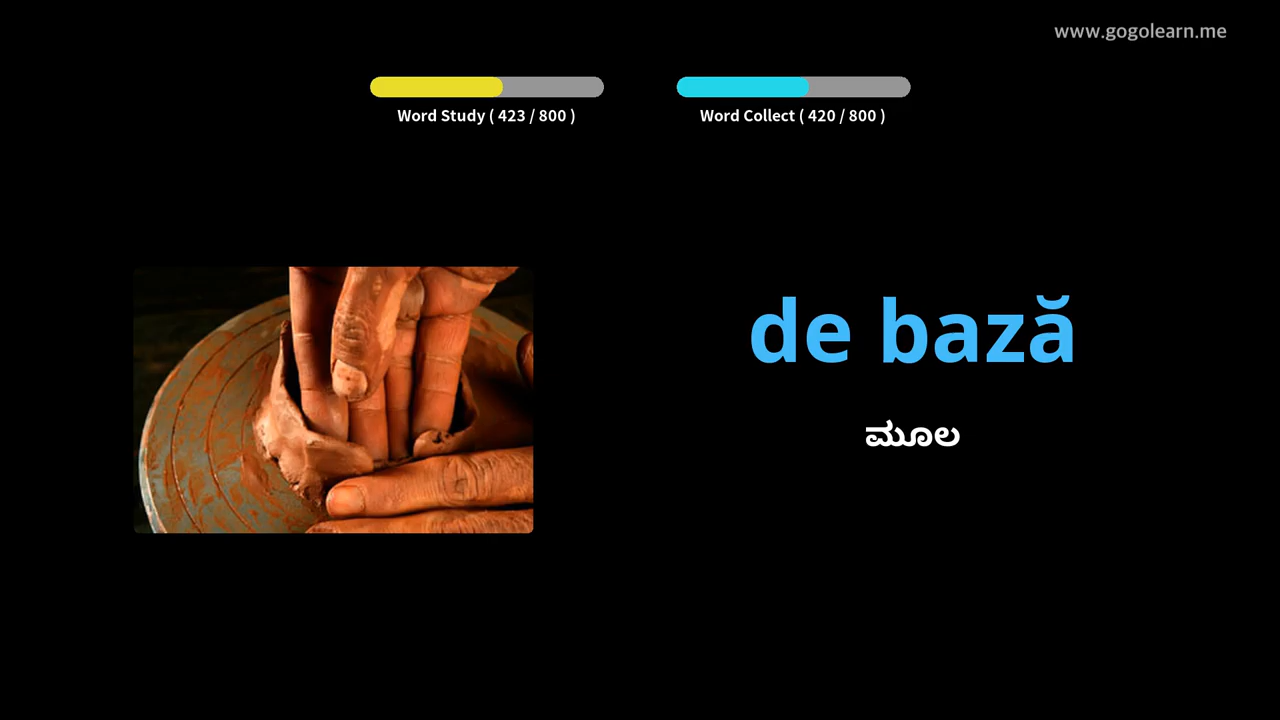 www.gogolearn.me
Word Study ( 423 / 800 )
Word Collect ( 420 / 800 )
de bază
ಮೂಲ